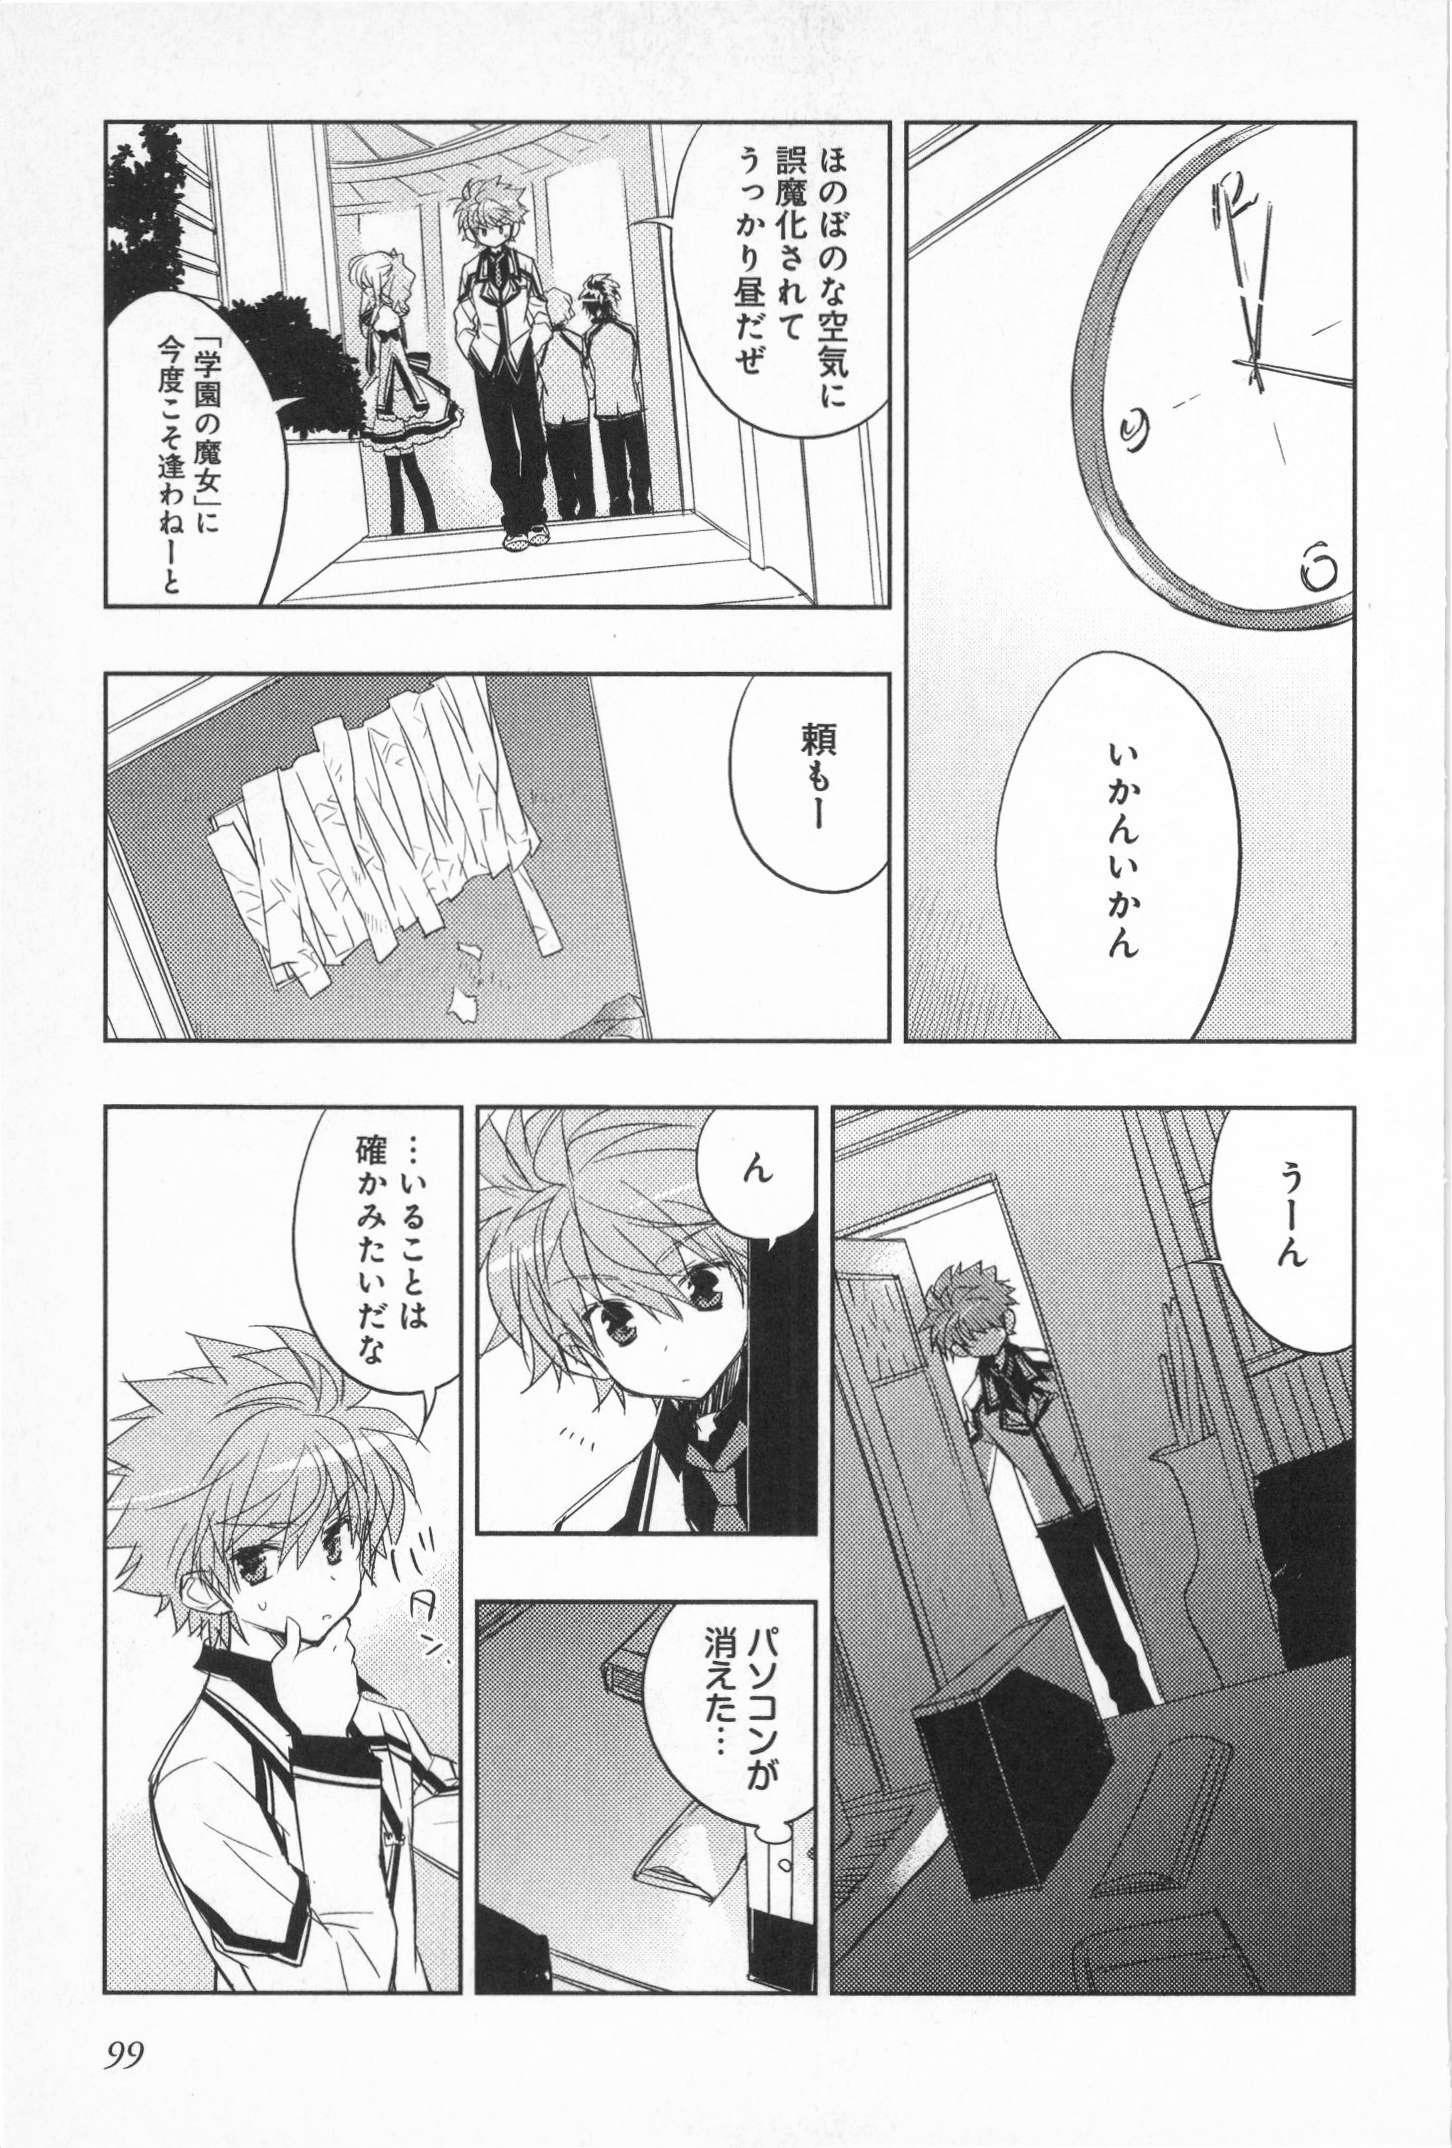 いかんいかん
ほのぼのな空気に
誤魔化されて
うっかり昼だぜ
「学園の魔女」に
今度こそ逢わねーと
頼もー
うーん
ん
パソコンが
消えた…
…いることは
確かみたいだな
パタン
99